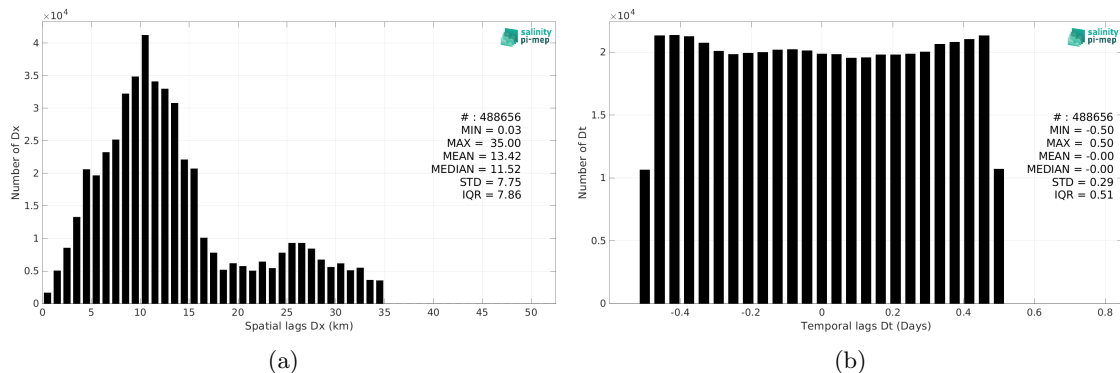 ×10⁴
4
3.5
3
2.5
2
1.5
1
0.5
0
Number of Dx
salinity
pi-mep
# : 488656
MIN = 0.03
MAX = 35.00
MEAN = 13.42
MEDIAN = 11.52
STD = 7.75
IQR = 7.86
0 5 10 15 20 25 30 35 40 45 50
Spatial lags Dx (km)
(a)
×10⁴
2
1.5
1
0.5
0
Number of Dt
salinity
pi-mep
# : 488656
MIN = -0.50
MAX = 0.50
MEAN = -0.00
MEDIAN = -0.00
STD = 0.29
IQR = 0.51
-0.4 -0.2 0 0.2 0.4 0.6 0.8
Temporal lags Dt (Days)
(b)